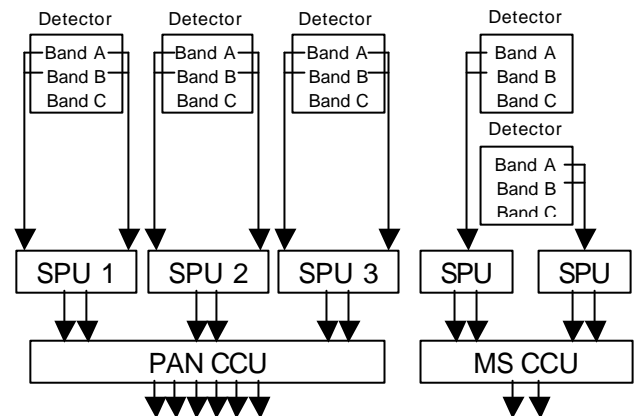 Detector Detector Detector Detector
Band A Band A Band A Band A
Band B Band B Band B Band B
Band C Band C Band C Band C
Detector
Band A
Band B
Band C
SPU 1 SPU 2 SPU 3 SPU SPU
PAN CCU MS CCU